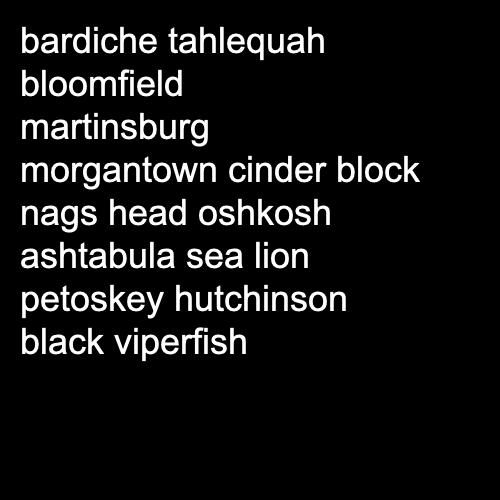 bardiche tahlequah
bloomfield
martinsburg
morgantown cinder block
nags head oshkosh
ashtabula sea lion
petoskey hutchinson
black viperfish